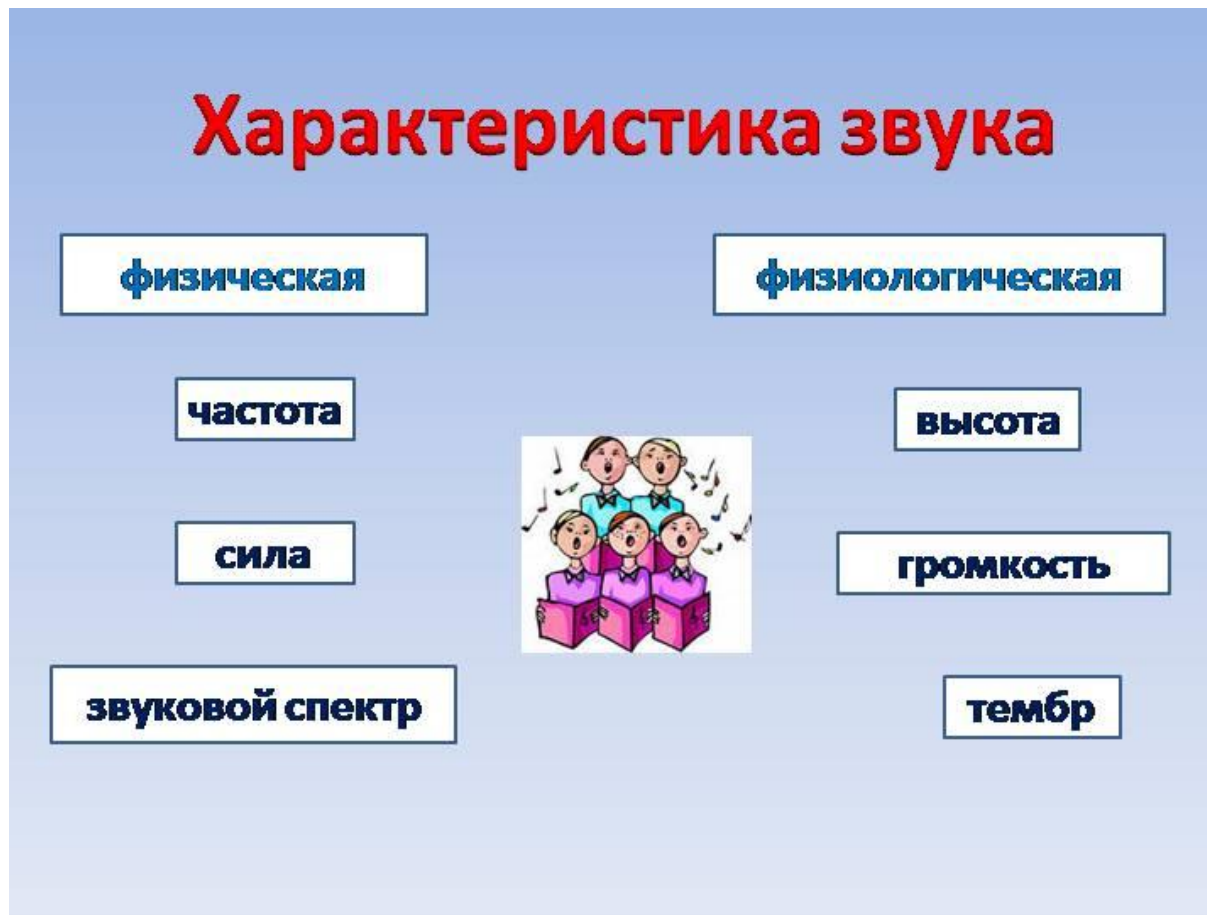 Характеристика звука
физическая
физиологическая
частота
высота
сила
громкость
звуковой спектр
тембр